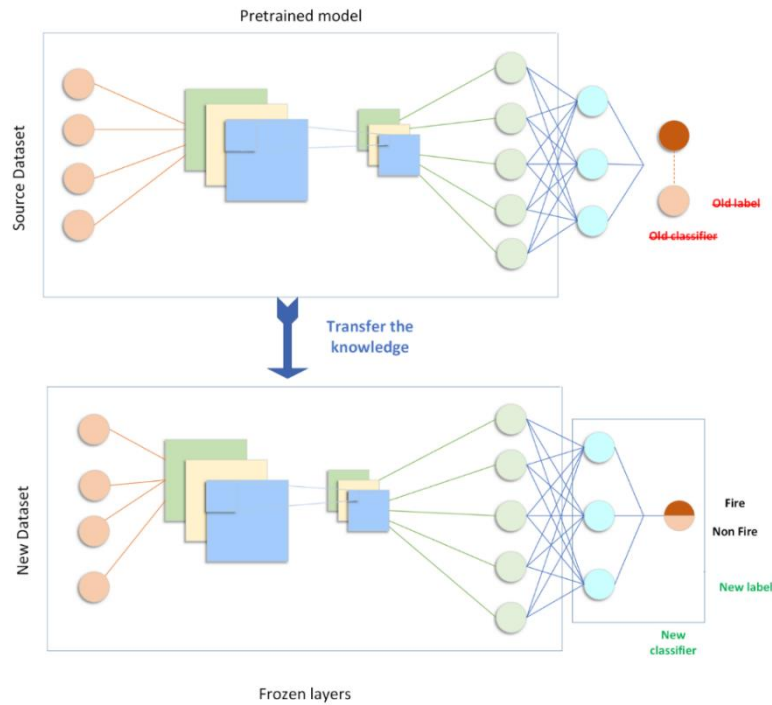 Pretrained model
Source Dataset
Old label
Old classifier
Transfer the
knowledge
New Dataset
Fire
Non Fire
New label
New
classifier
Frozen layers